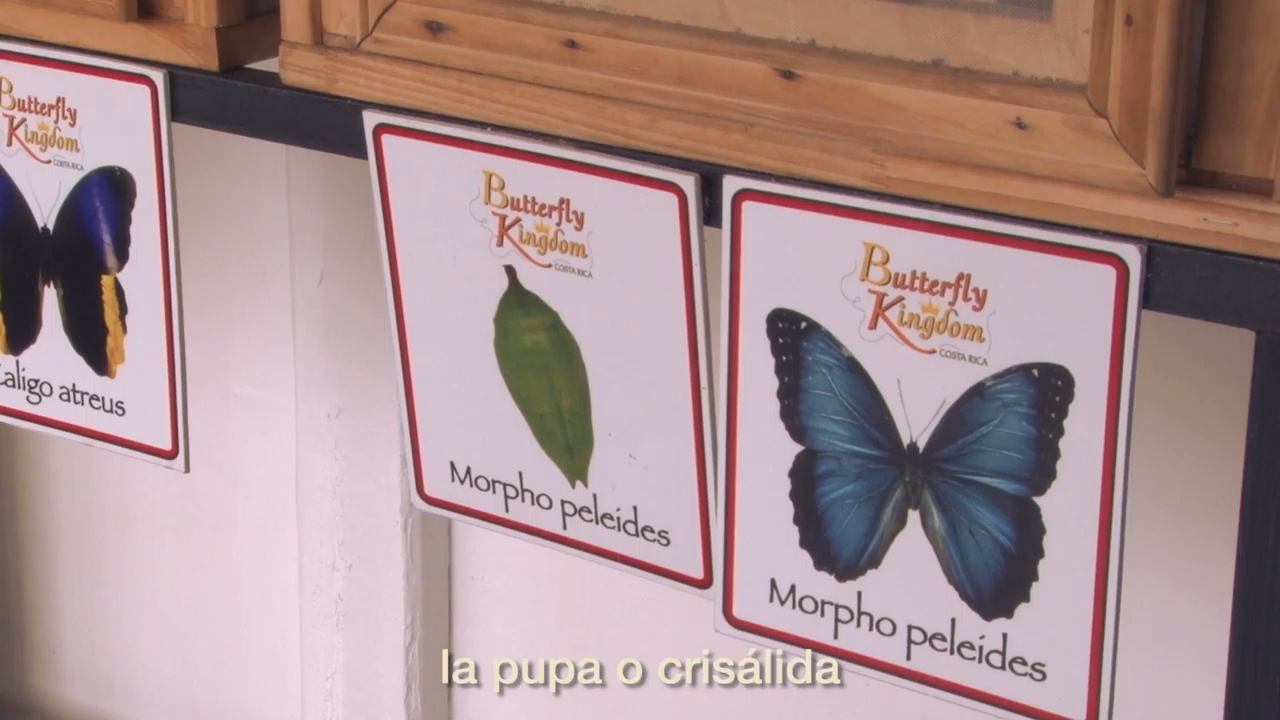 Butterfly
Kingdom
COSTA RICA
Caligo atreus
Butterfly
Kingdom
COSTA RICA
Morpho peleides
Butterfly
Kingdom
COSTA RICA
Morpho peleides
la pupa o crisálida